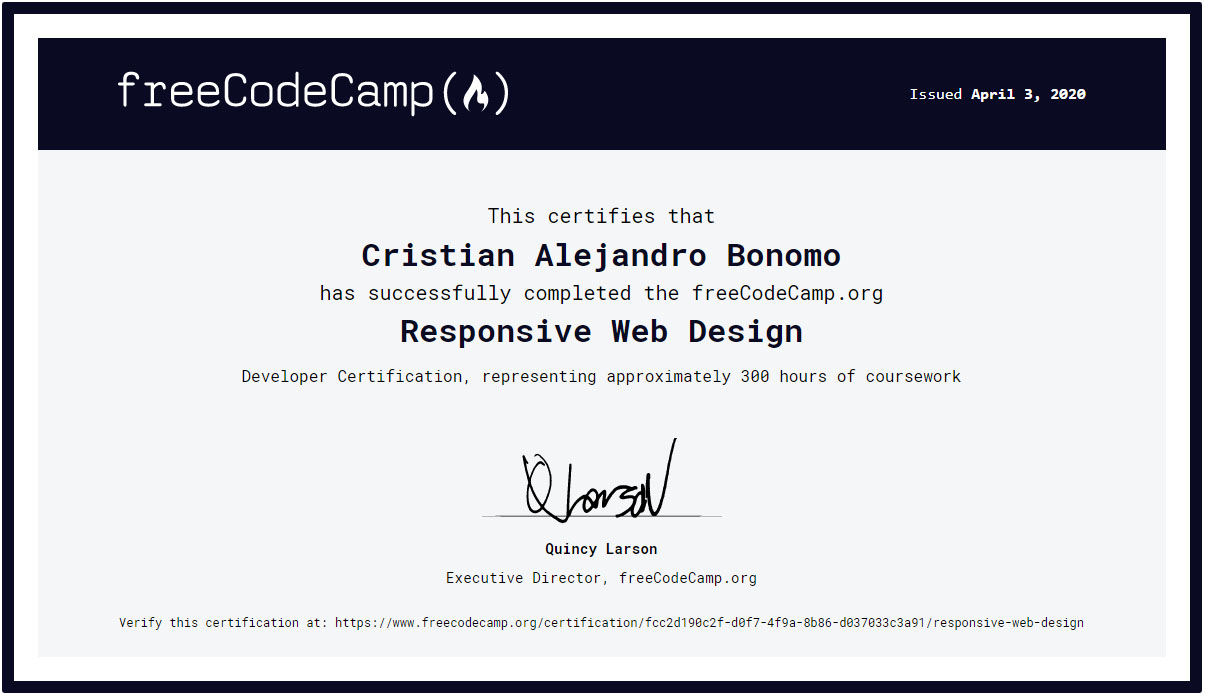 freeCodeCamp(🔥)
Issued April 3, 2020
This certifies that
Cristian Alejandro Bonomo
has successfully completed the freeCodeCamp.org
Responsive Web Design
Developer Certification, representing approximately 300 hours of coursework
Q Larson
Quincy Larson
Executive Director, freeCodeCamp.org
Verify this certification at: https://www.freecodecamp.org/certification/fcc2d190c2f-d0f7-4f9a-8b86-d037033c3a91/responsive-web-design